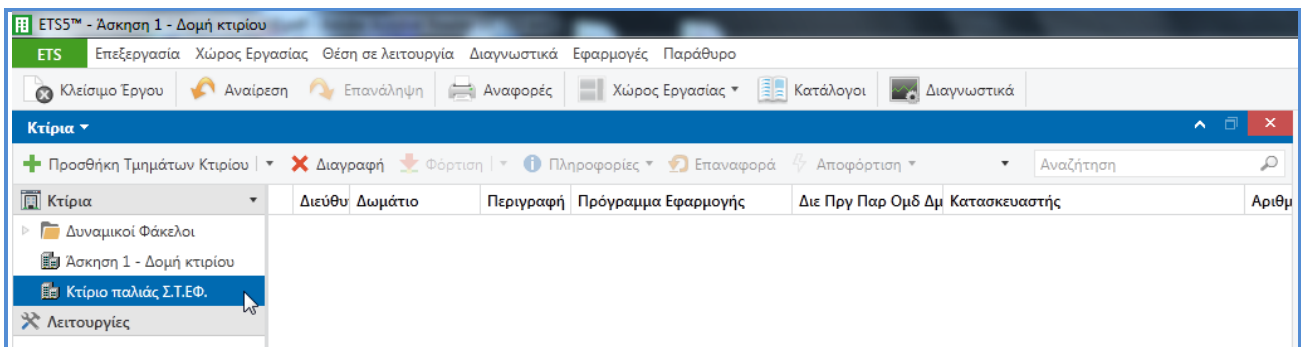 ETS5™ - Άσκηση 1 - Δομή κτιρίου
ETS Επεξεργασία Χώρος Εργασίας Θέση σε λειτουργία Διαγνωστικά Εφαρμογές Παράθυρο
Κλείσιμο Έργου Αναίρεση Επανάληψη Αναφορές Χώρος Εργασίας Κατάλογοι Διαγνωστικά
Κτίρια
Προσθήκη Τμημάτων Κτιρίου Διαγραφή Φόρτιση Πληροφορίες Επαναφορά Αποφόρτιση Αναζήτηση
Κτίρια Διεύθυ Δωμάτιο Περιγραφή Πρόγραμμα Εφαρμογής Διε Πργ Παρ Ομδ Δμ Κατασκευαστής Αριθμ
Δυναμικοί Φάκελοι
Άσκηση 1 - Δομή κτιρίου
Κτίριο παλιάς Σ.Τ.ΕΦ.
Λειτουργίες